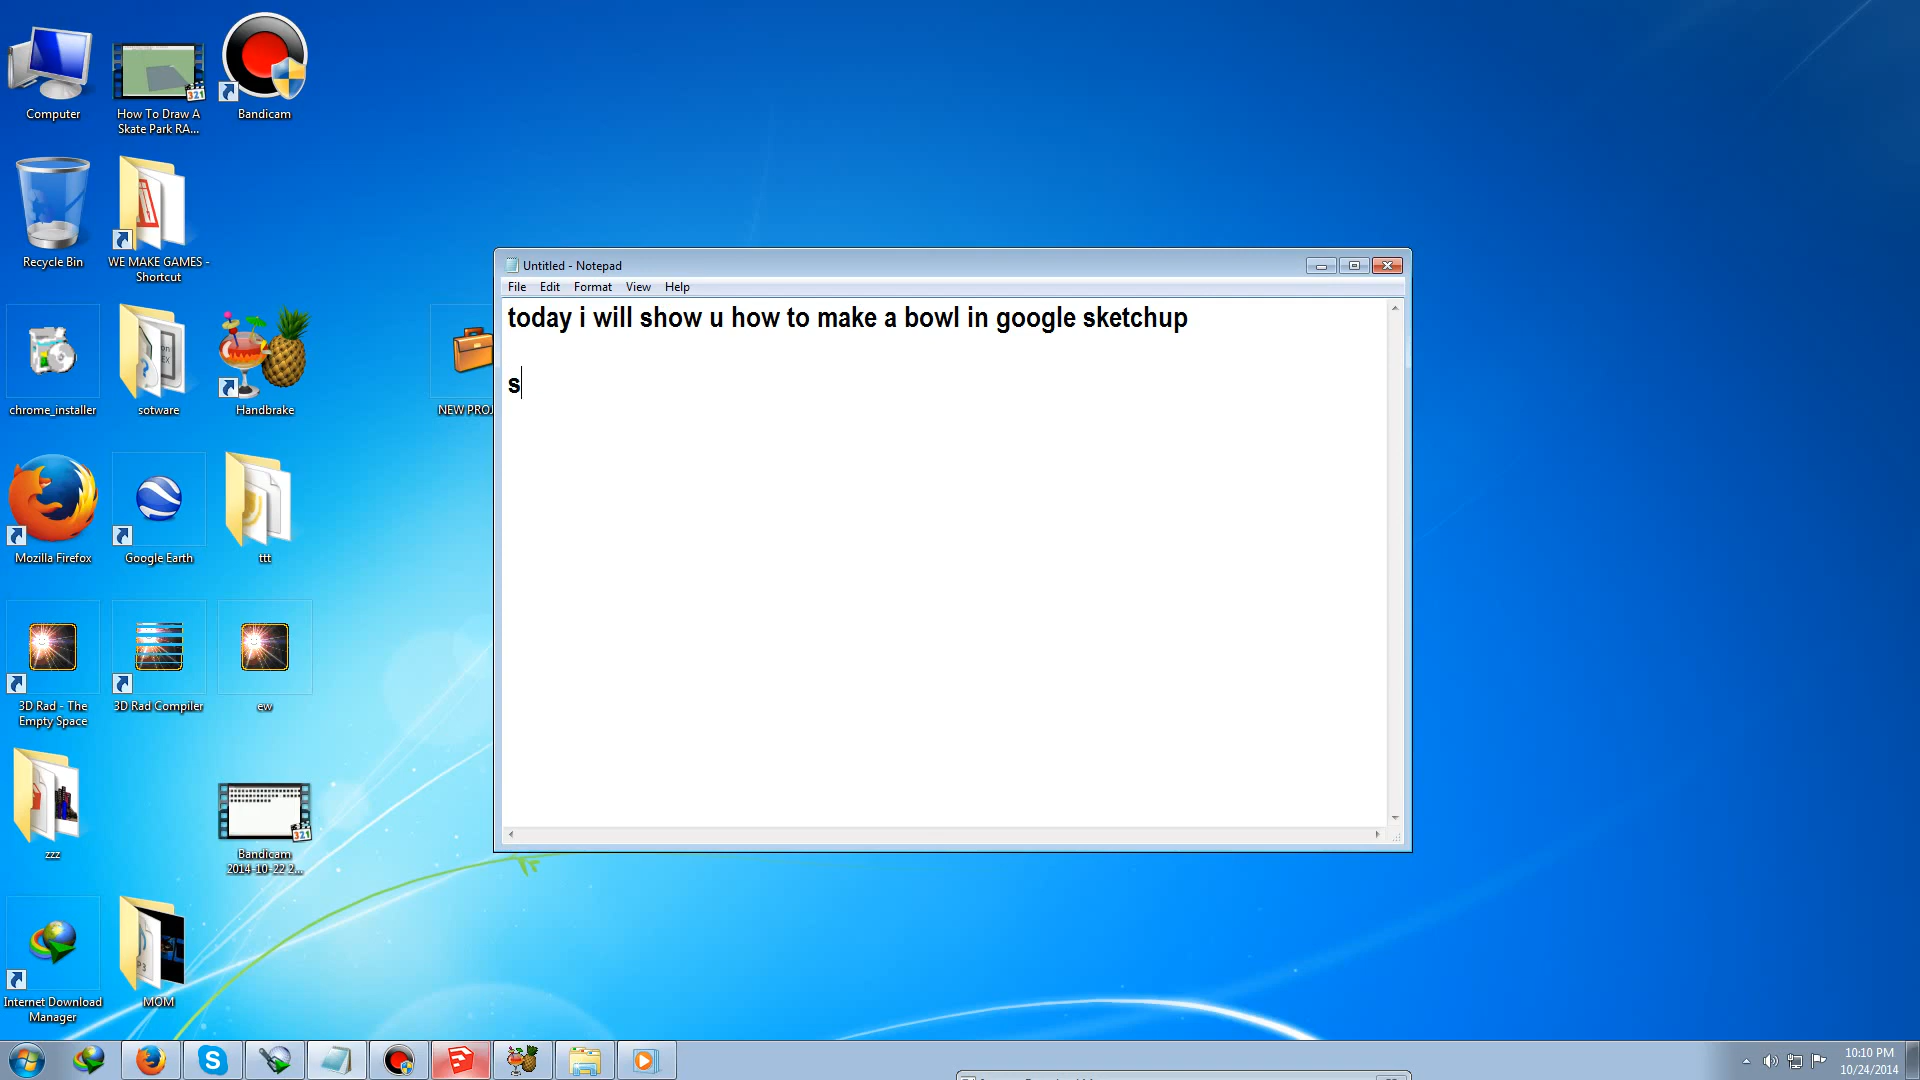 Computer
How To Draw A
Skate Park RA...
Bandicam
Recycle Bin
WE MAKE GAMES -
Shortcut
chrome_installer
sotware
Handbrake
NEW PROJ
Mozilla Firefox
Google Earth
ttt
3D Rad - The
Empty Space
3D Rad Compiler
ew
zzz
Bandicam
2014-10-22 2...
Internet Download
Manager
MOM
Untitled - Notepad
File Edit Format View Help
today i will show u how to make a bowl in google sketchup
s
10:10 PM
10/24/2014